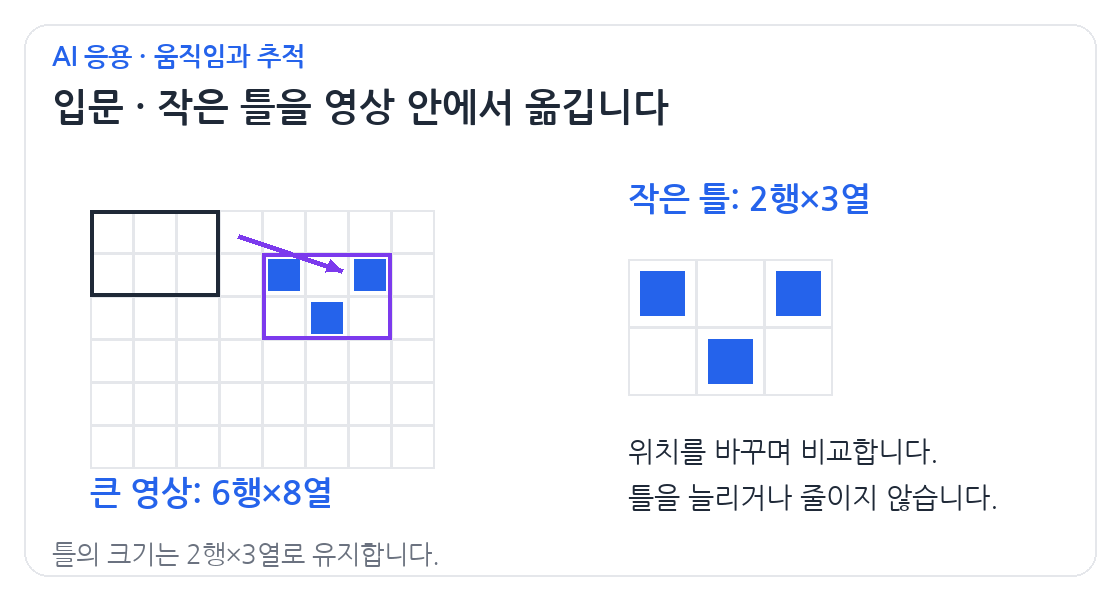 AI 응용 · 움직임과 추적
입문 · 작은 틀을 영상 안에서 옮깁니다
작은 틀: 2행×3열
위치를 바꾸며 비교합니다.
틀을 늘리거나 줄이지 않습니다.
큰 영상: 6행×8열
틀의 크기는 2행×3열로 유지합니다.